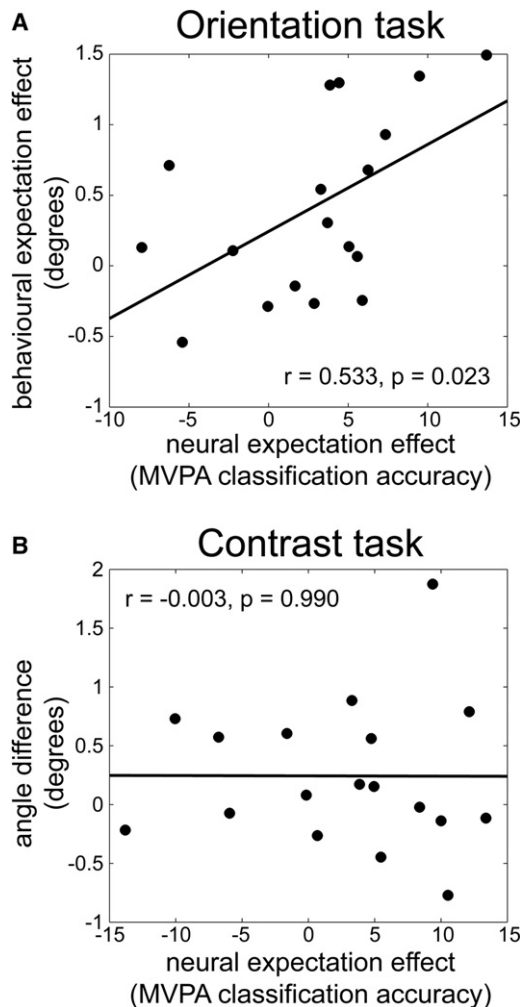 A
Orientation task
1.5
1
0.5
0
-0.5
-1
behavioural expectation effect
(degrees)
r = 0.533, p = 0.023
-10 -5 0 5 10 15
neural expectation effect
(MVPA classification accuracy)
B
Contrast task
2
1.5
1
0.5
0
-0.5
-1
angle difference
(degrees)
r = -0.003, p = 0.990
-15 -10 -5 0 5 10 15
neural expectation effect
(MVPA classification accuracy)